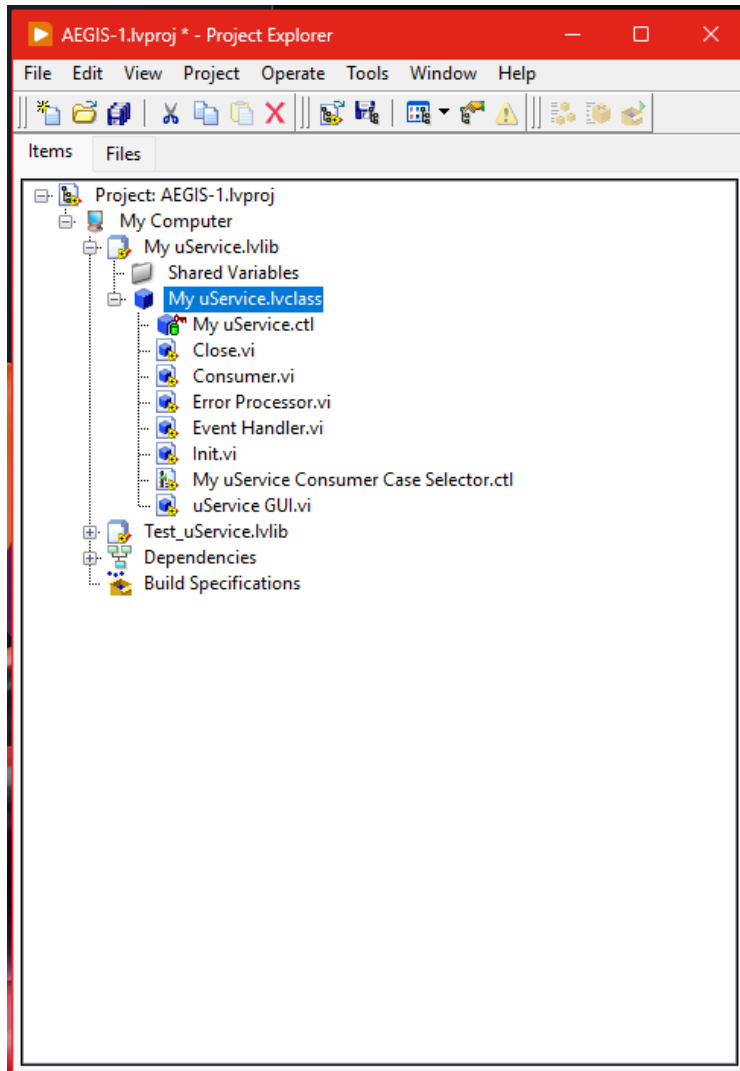 AEGIS-1.lvproj * - Project Explorer
File Edit View Project Operate Tools Window Help
Items Files
Project: AEGIS-1.lvproj
My Computer
My uService.lvlib
Shared Variables
My uService.lvclass
My uService.ctl
Close.vi
Consumer.vi
Error Processor.vi
Event Handler.vi
Init.vi
My uService Consumer Case Selector.ctl
uService GUI.vi
Test_uService.lvlib
Dependencies
Build Specifications